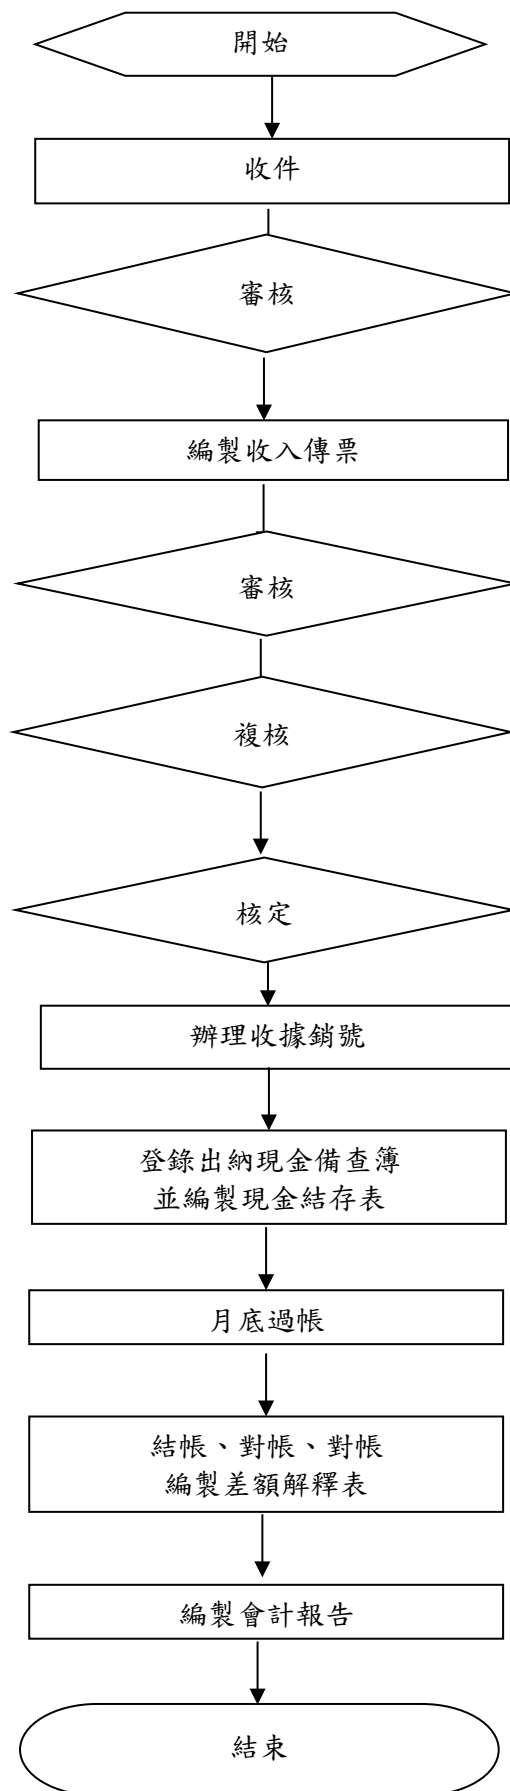 開始
收件
審核
編製收入傳票
審核
複核
核定
辦理收據銷號
登錄出納現金備查簿
並編製現金結存表
月底過帳
結帳、對帳、對帳
編製差額解釋表
編製會計報告
結束